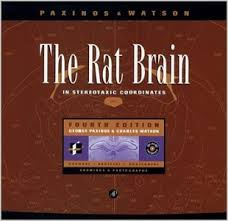 PAXINOS & WATSON
The Rat Brain
IN STEREOTAXIC COORDINATES
FOURTH EDITION
GEORGE PAXINOS & CHARLES WATSON